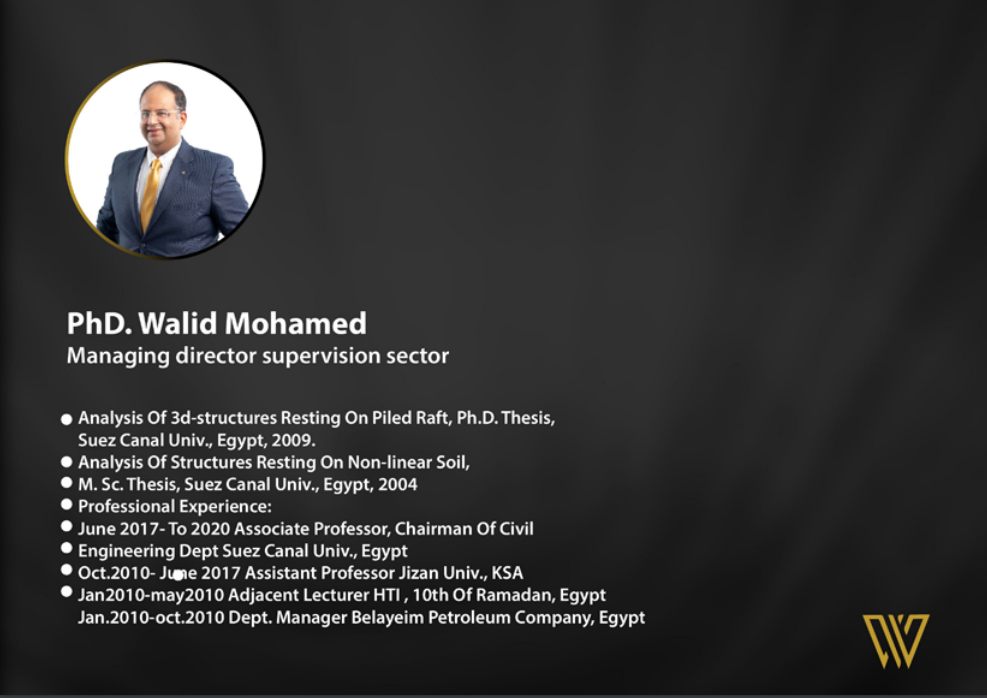 PhD. Walid Mohamed
Managing director supervision sector
Analysis Of 3d-structures Resting On Piled Raft, Ph.D. Thesis,
Suez Canal Univ., Egypt, 2009.
Analysis Of Structures Resting On Non-linear Soil,
M. Sc. Thesis, Suez Canal Univ., Egypt, 2004
Professional Experience:
June 2017- To 2020 Associate Professor, Chairman Of Civil
Engineering Dept Suez Canal Univ., Egypt
Oct.2010- June 2017 Assistant Professor Jizan Univ., KSA
Jan2010-may2010 Adjacent Lecturer HTI , 10th Of Ramadan, Egypt
Jan.2010-oct.2010 Dept. Manager Belayeim Petroleum Company, Egypt